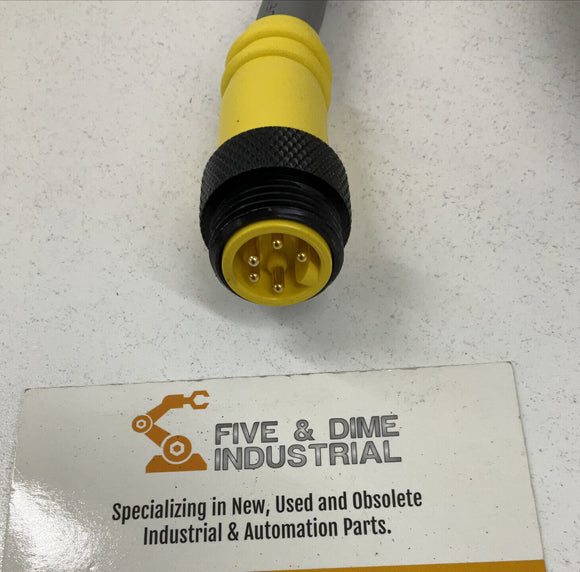 FIVE & DIME
INDUSTRIAL
Specializing in New, Used and Obsolete
Industrial & Automation Parts.